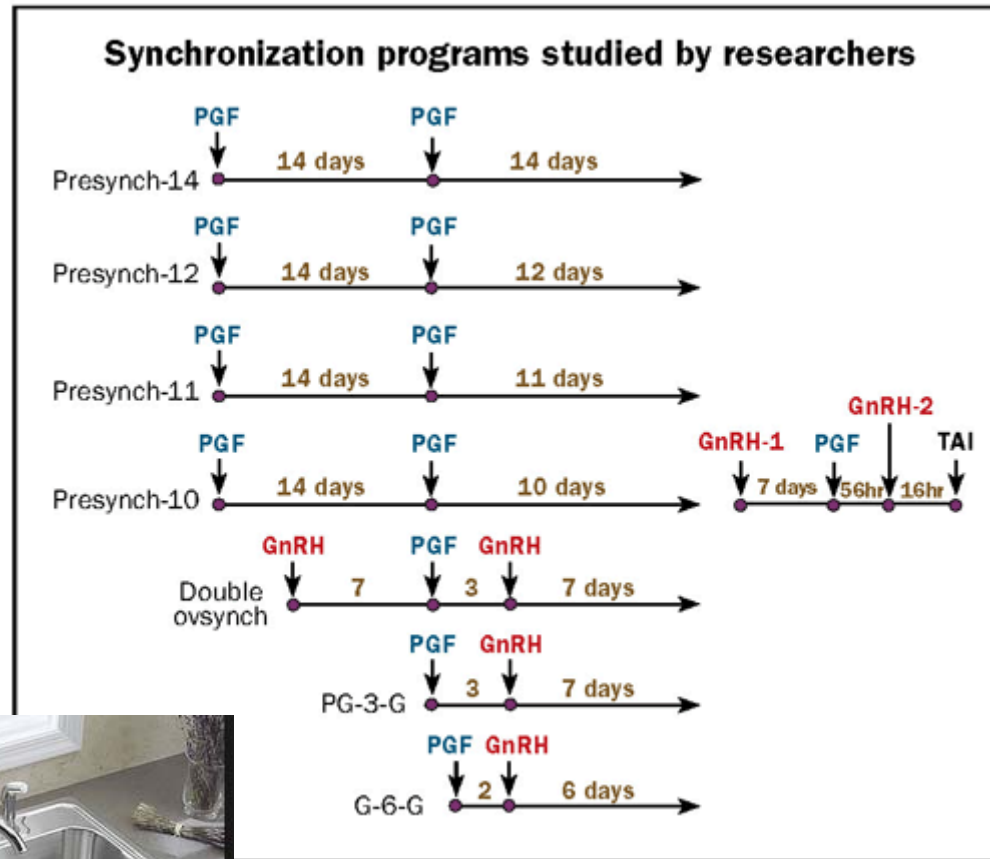 Synchronization programs studied by researchers
PGF PGF
Presynch-14 14 days 14 days
PGF PGF
Presynch-12 14 days 12 days
PGF PGF
Presynch-11 14 days 11 days
PGF PGF
Presynch-10 14 days 10 days
GnRH-1 PGF GnRH-2 TAI
7 days 56hr 16hr
GnRH PGF GnRH
Double
ovsynch
7 3 7 days
PGF GnRH
PG-3-G 3 7 days
PGF GnRH
G-6-G 2 6 days